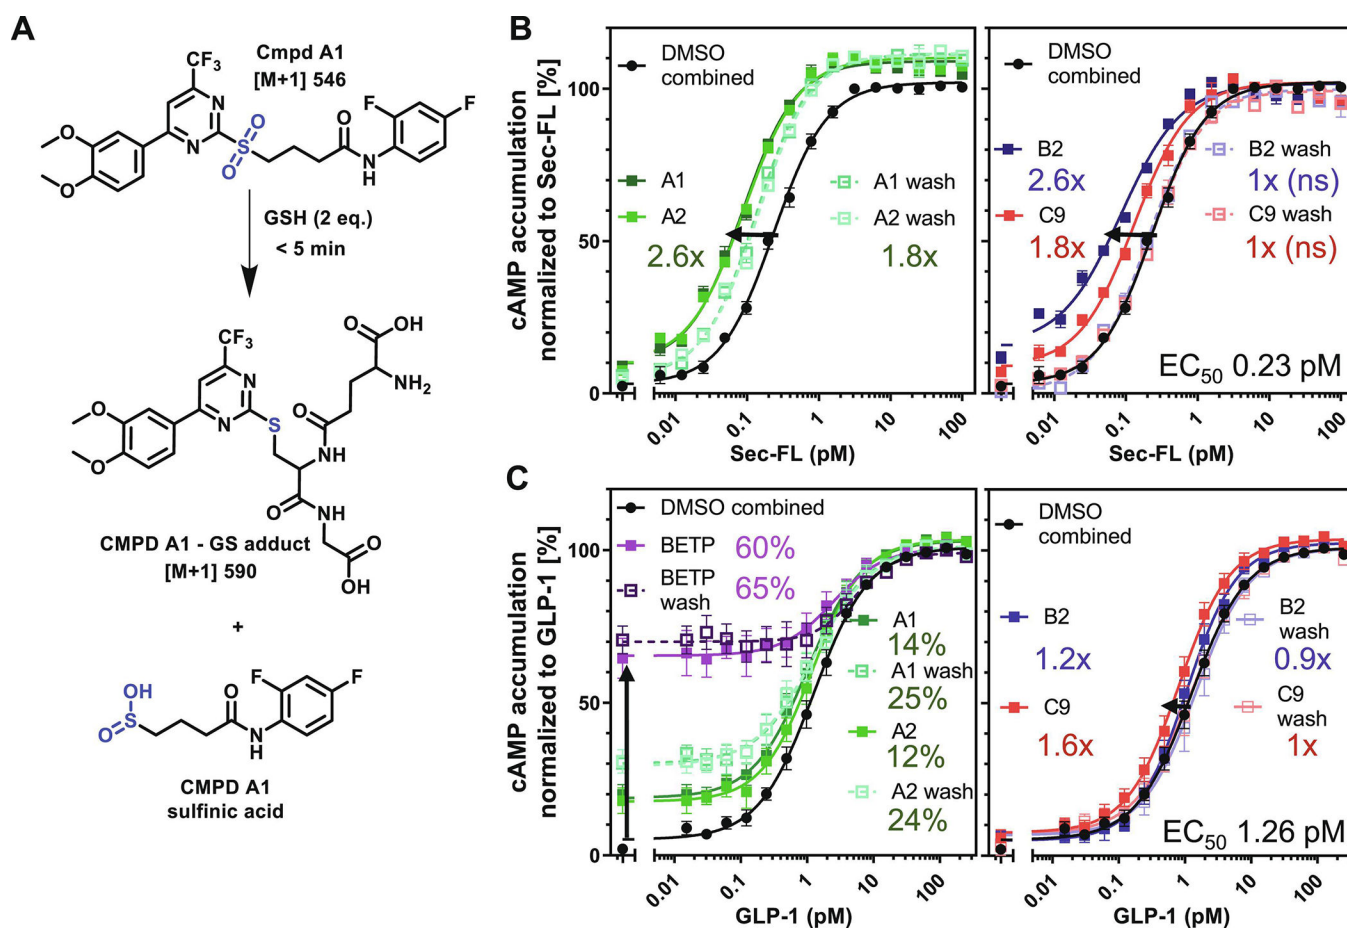 A
Cmpd A1
[M+1] 546
CF3
N
N
O
O
S
O
O
O
N
H
F
F
GSH (2 eq.)
< 5 min
CF3
N
N
O
O
S
O
OH
NH2
O
NH
O
NH
O
OH
CMPD A1 - GS adduct
[M+1] 590
+
OH
S
O
O
N
H
F
F
CMPD A1
sulfinic acid
B
cAMP accumulation
normalized to Sec-FL [%]
100
50
0
DMSO
combined
A1
A2
2.6x
A1 wash
A2 wash
1.8x
0.01
0.1
1
10
100
Sec-FL (pM)
DMSO
combined
B2
2.6x
C9
1.8x
B2 wash
1x (ns)
C9 wash
1x (ns)
EC50 0.23 pM
0.01
0.1
1
10
100
Sec-FL (pM)
C
cAMP accumulation
normalized to GLP-1 [%]
100
50
0
DMSO combined
BETP 60%
BETP
wash 65%
A1
14%
A1 wash
25%
A2
12%
A2 wash
24%
0.01
0.1
1
10
100
GLP-1 (pM)
DMSO
combined
B2
1.2x
C9
1.6x
B2
wash
0.9x
C9
wash
1x
EC50 1.26 pM
0.01
0.1
1
10
100
GLP-1 (pM)